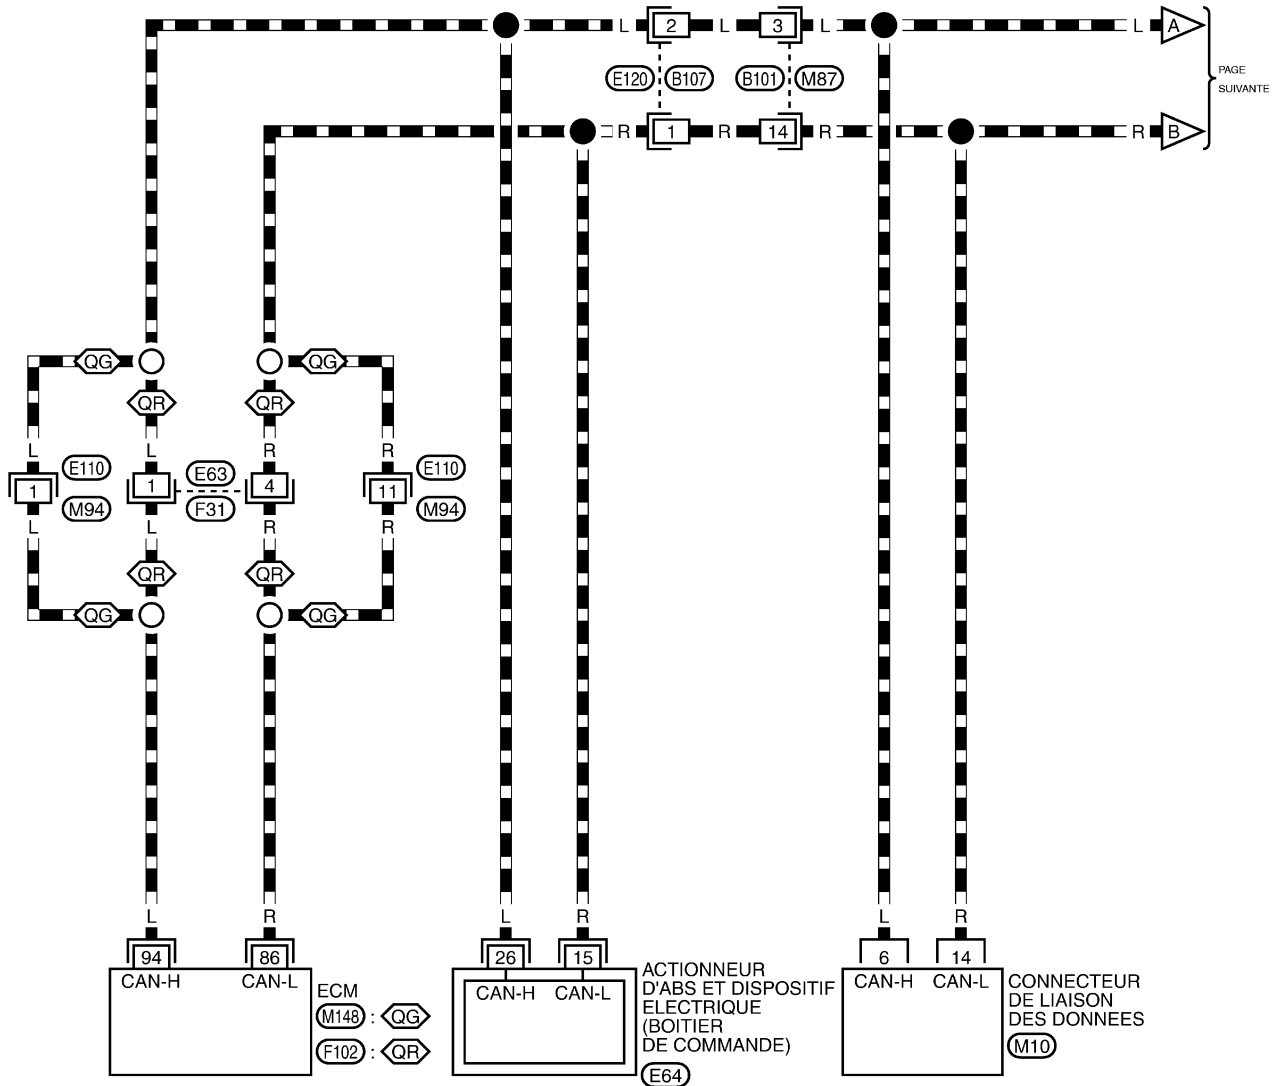 L 2 L 3 L L A
E120 B107 B101 M87
PAGE
SUIVANTE
R 1 R 14 R R B
QG QG
QR QR
L L R R
E110 E63 E110
1 1 4 11
M94 F31 M94
L L R R
QR QR
QG QG
L R L R L R
94 86 26 15 6 14
CAN-H CAN-L
CAN-H CAN-L
CAN-H CAN-L
ECM
M148 : QG
F102 : QR
ACTIONNEUR
D'ABS ET DISPOSITIF
ELECTRIQUE
(BOITIER
DE COMMANDE)
E64
CONNECTEUR
DE LIAISON
DES DONNEES
M10